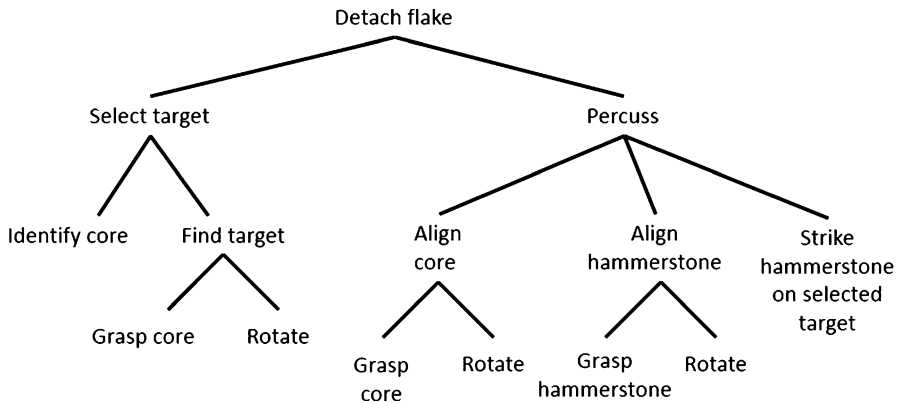 Detach flake
Select target
Percuss
Identify core
Find target
Align
core
Align
hammerstone
Strike
hammerstone
on selected
target
Grasp core
Rotate
Grasp
core
Rotate
Grasp
hammerstone
Rotate